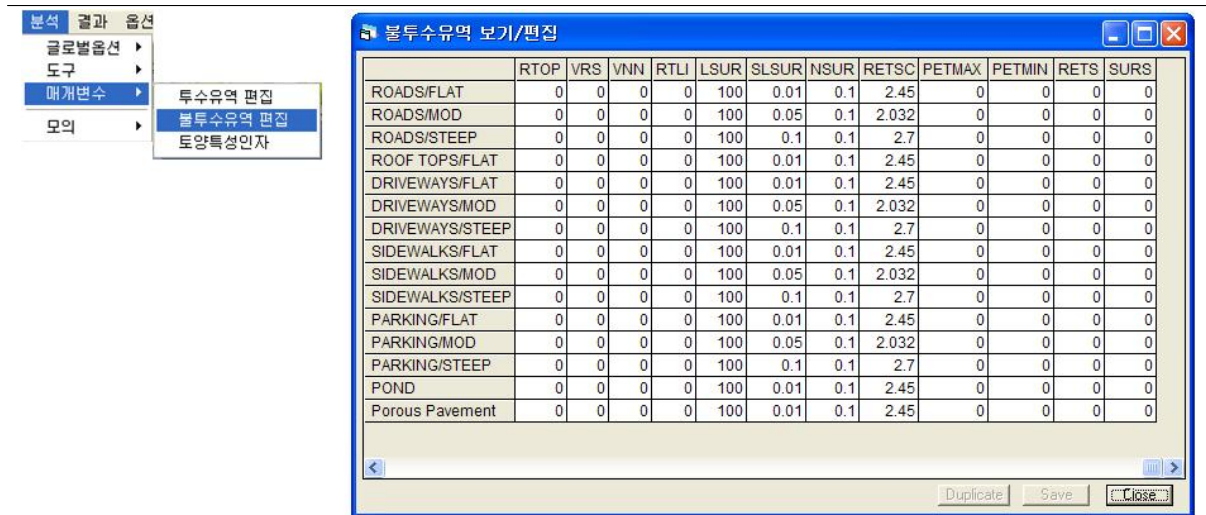 분석 결과 옵션
글로벌옵션
도구
매개변수
모의
투수유역 편집
불투수유역 편집
토양특성인자
불투수유역 보기/편집
RTOP VRS VNN RTLI LSUR SLSUR NSUR RETSC PETMAX PETMIN RETS SURS
ROADS/FLAT 0 0 0 0 100 0.01 0.1 2.45 0 0 0 0
ROADS/MOD 0 0 0 0 100 0.05 0.1 2.032 0 0 0 0
ROADS/STEEP 0 0 0 0 100 0.1 0.1 2.7 0 0 0 0
ROOF TOPS/FLAT 0 0 0 0 100 0.01 0.1 2.45 0 0 0 0
DRIVEWAYS/FLAT 0 0 0 0 100 0.01 0.1 2.45 0 0 0 0
DRIVEWAYS/MOD 0 0 0 0 100 0.05 0.1 2.032 0 0 0 0
DRIVEWAYS/STEEP 0 0 0 0 100 0.1 0.1 2.7 0 0 0 0
SIDEWALKS/FLAT 0 0 0 0 100 0.01 0.1 2.45 0 0 0 0
SIDEWALKS/MOD 0 0 0 0 100 0.05 0.1 2.032 0 0 0 0
SIDEWALKS/STEEP 0 0 0 0 100 0.1 0.1 2.7 0 0 0 0
PARKING/FLAT 0 0 0 0 100 0.01 0.1 2.45 0 0 0 0
PARKING/MOD 0 0 0 0 100 0.05 0.1 2.032 0 0 0 0
PARKING/STEEP 0 0 0 0 100 0.1 0.1 2.7 0 0 0 0
POND 0 0 0 0 100 0.01 0.1 2.45 0 0 0 0
Porous Pavement 0 0 0 0 100 0.01 0.1 2.45 0 0 0 0
Duplicate Save Close